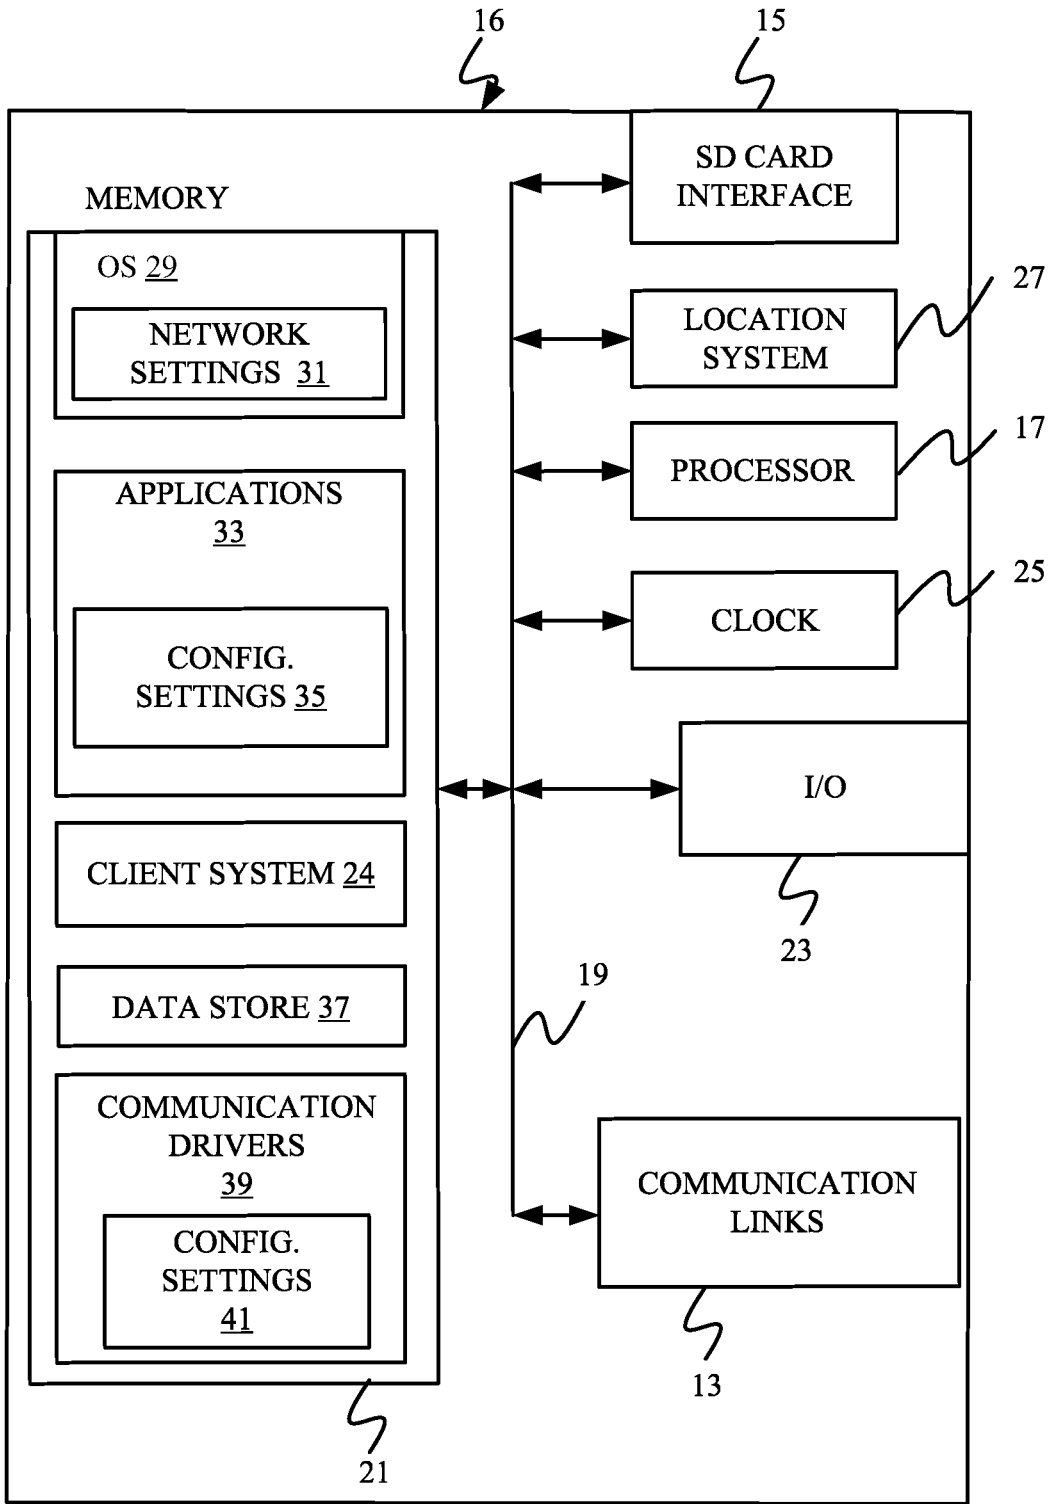 16
15
SD CARD
INTERFACE
MEMORY
OS 29
NETWORK
SETTINGS 31
27
LOCATION
SYSTEM
17
PROCESSOR
APPLICATIONS
33
25
CLOCK
CONFIG.
SETTINGS 35
I/O
23
CLIENT SYSTEM 24
19
DATA STORE 37
COMMUNICATION
DRIVERS
39
CONFIG.
SETTINGS
41
COMMUNICATION
LINKS
13
21